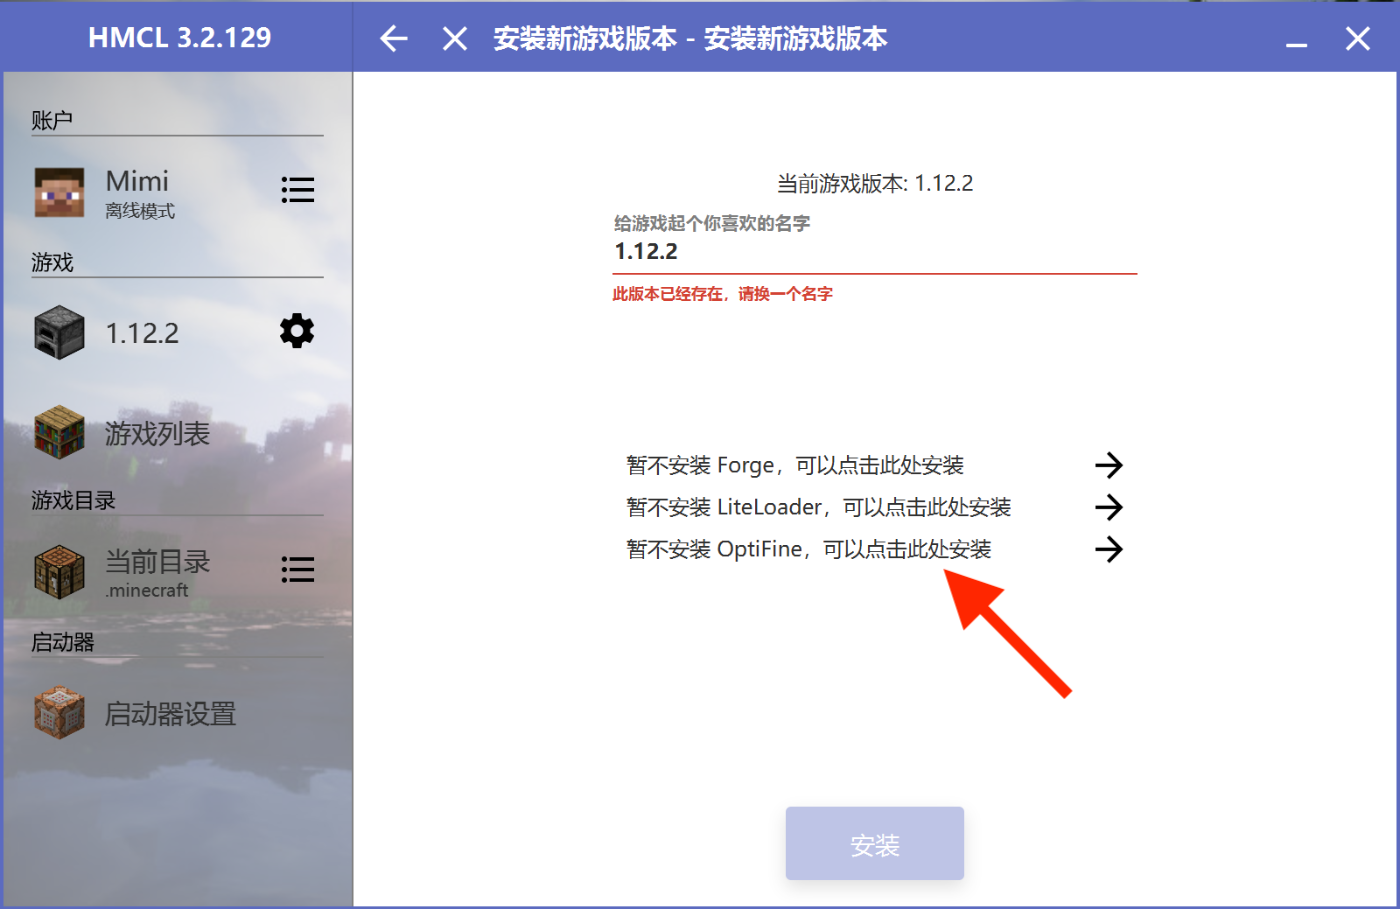 HMCL 3.2.129
安装新游戏版本 - 安装新游戏版本
账户
Mimi
离线模式
游戏
1.12.2
游戏列表
游戏目录
当前目录
.minecraft
启动器
启动器设置
当前游戏版本: 1.12.2
给游戏起个你喜欢的名字
1.12.2
此版本已经存在，请换一个名字
暂不安装 Forge，可以点击此处安装
暂不安装 LiteLoader，可以点击此处安装
暂不安装 OptiFine，可以点击此处安装
安装